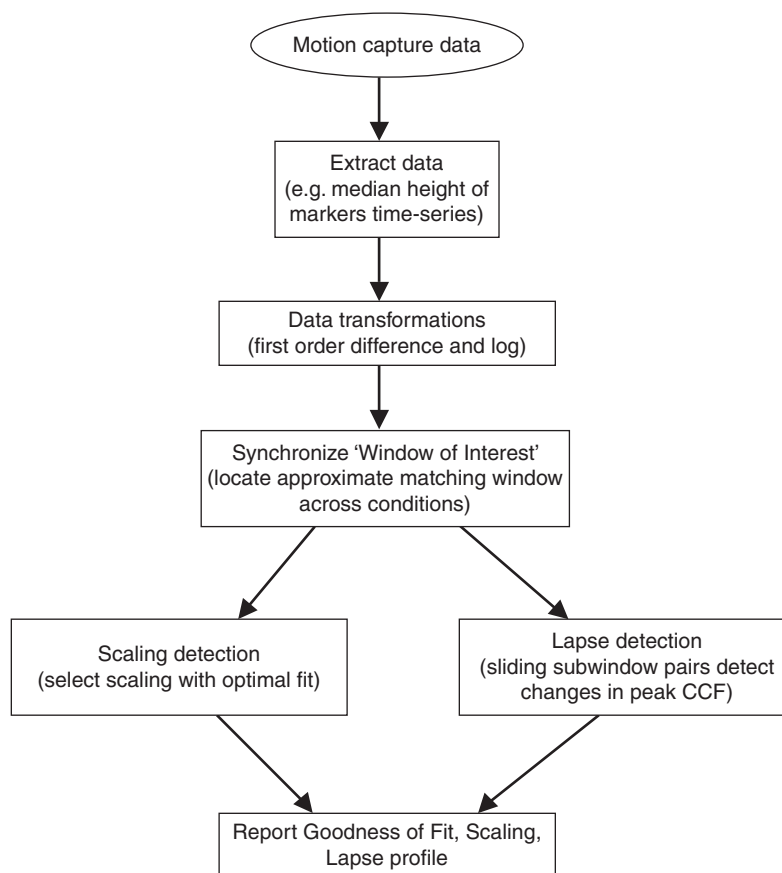 Motion capture data
Extract data
(e.g. median height of
markers time-series)
Data transformations
(first order difference and log)
Synchronize ‘Window of Interest’
(locate approximate matching window
across conditions)
Scaling detection
(select scaling with optimal fit)
Lapse detection
(sliding subwindow pairs detect
changes in peak CCF)
Report Goodness of Fit, Scaling,
Lapse profile